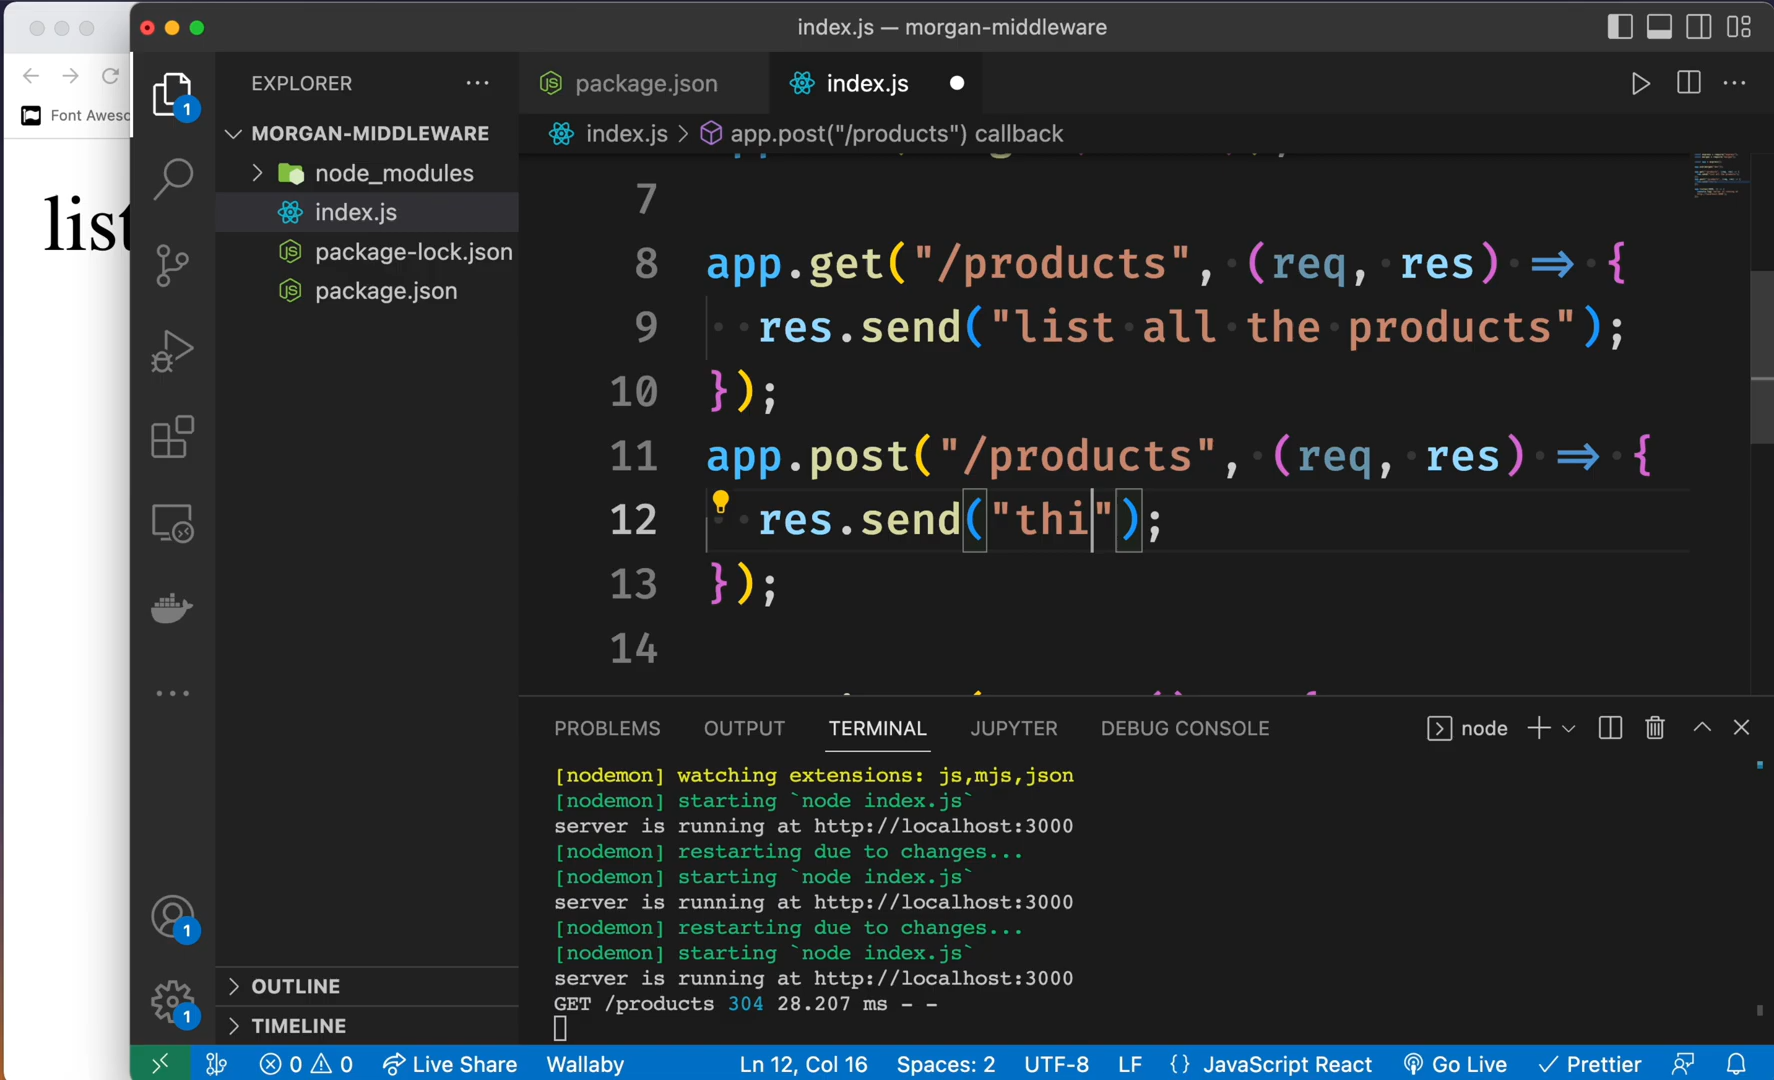 index.js — morgan-middleware
Font Aweso
list
EXPLORER
MORGAN-MIDDLEWARE
node_modules
index.js
package-lock.json
package.json
OUTLINE
TIMELINE
1
1
1
package.json
index.js
index.js > app.post("/products") callback
7
8 app.get("/products", (req, res) => {
9 res.send("list all the products");
10 });
11 app.post("/products", (req, res) => {
12 res.send("thi");
13 });
14
PROBLEMS OUTPUT TERMINAL JUPYTER DEBUG CONSOLE node
[nodemon] watching extensions: js,mjs,json
[nodemon] starting `node index.js`
server is running at http://localhost:3000
[nodemon] restarting due to changes...
[nodemon] starting `node index.js`
server is running at http://localhost:3000
[nodemon] restarting due to changes...
[nodemon] starting `node index.js`
server is running at http://localhost:3000
GET /products 304 28.207 ms - -
0 0 Live Share Wallaby Ln 12, Col 16 Spaces: 2 UTF-8 LF {} JavaScript React Go Live Prettier